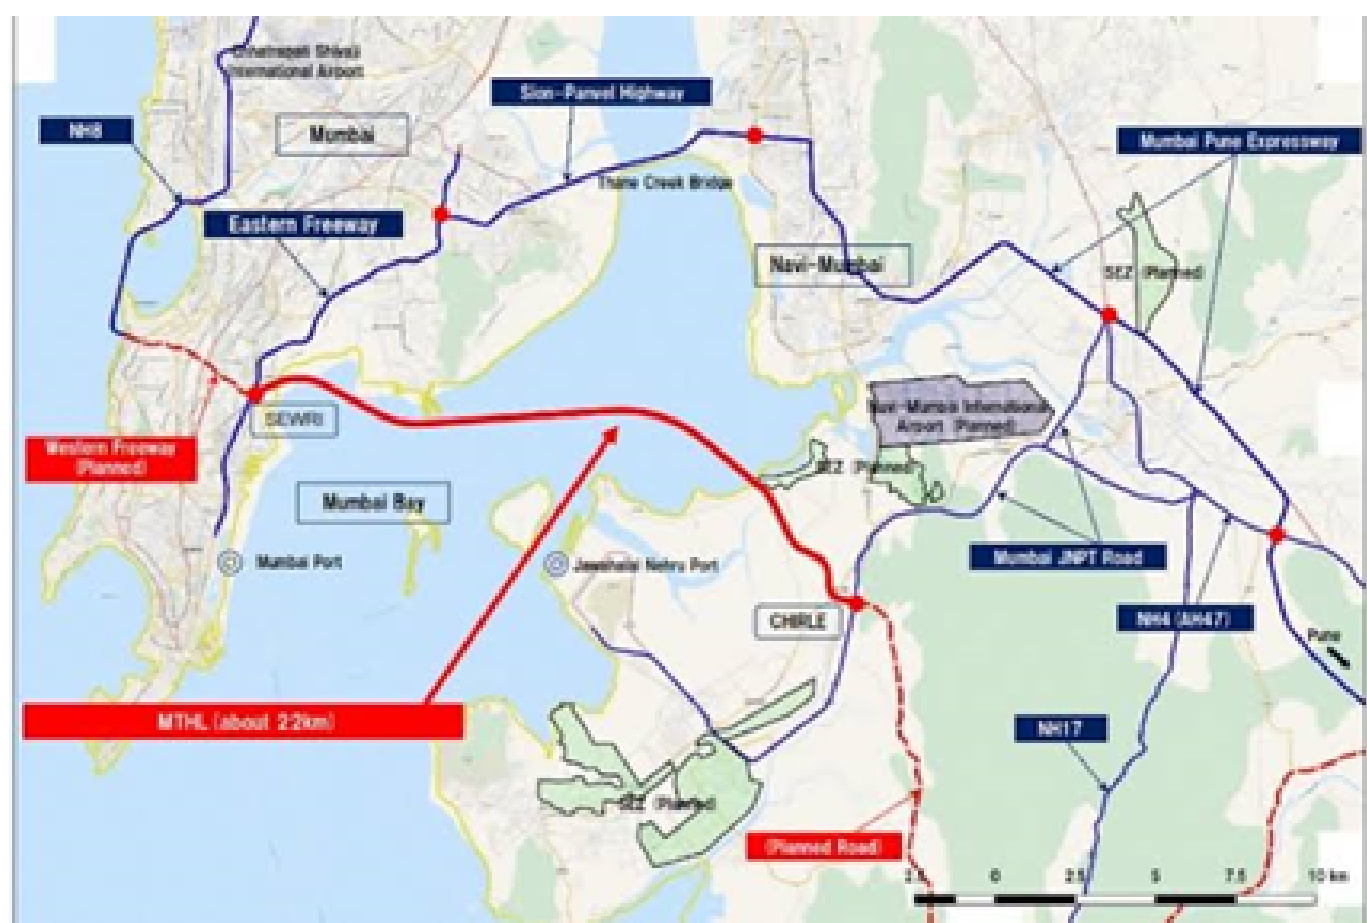 Chhatrapati Shivaji
International Airport
Sion-Panvel Highway
NH8
Mumbai
Mumbai Pune Expressway
Thane Creek Bridge
Eastern Freeway
Navi-Mumbai
SEZ (Planned)
Navi-Mumbai International
Airport (Planned)
SEWRI
Western Freeway
(Planned)
SEZ (Planned)
Mumbai Bay
Mumbai Port
Jawaharlal Nehru Port
Mumbai JNPT Road
CHIRLE
NH4 (AH47)
Pune
MTHL (about 22km)
NH17
SEZ (Planned)
(Planned Road)
2.5 0 2.5 5 7.5 10 km